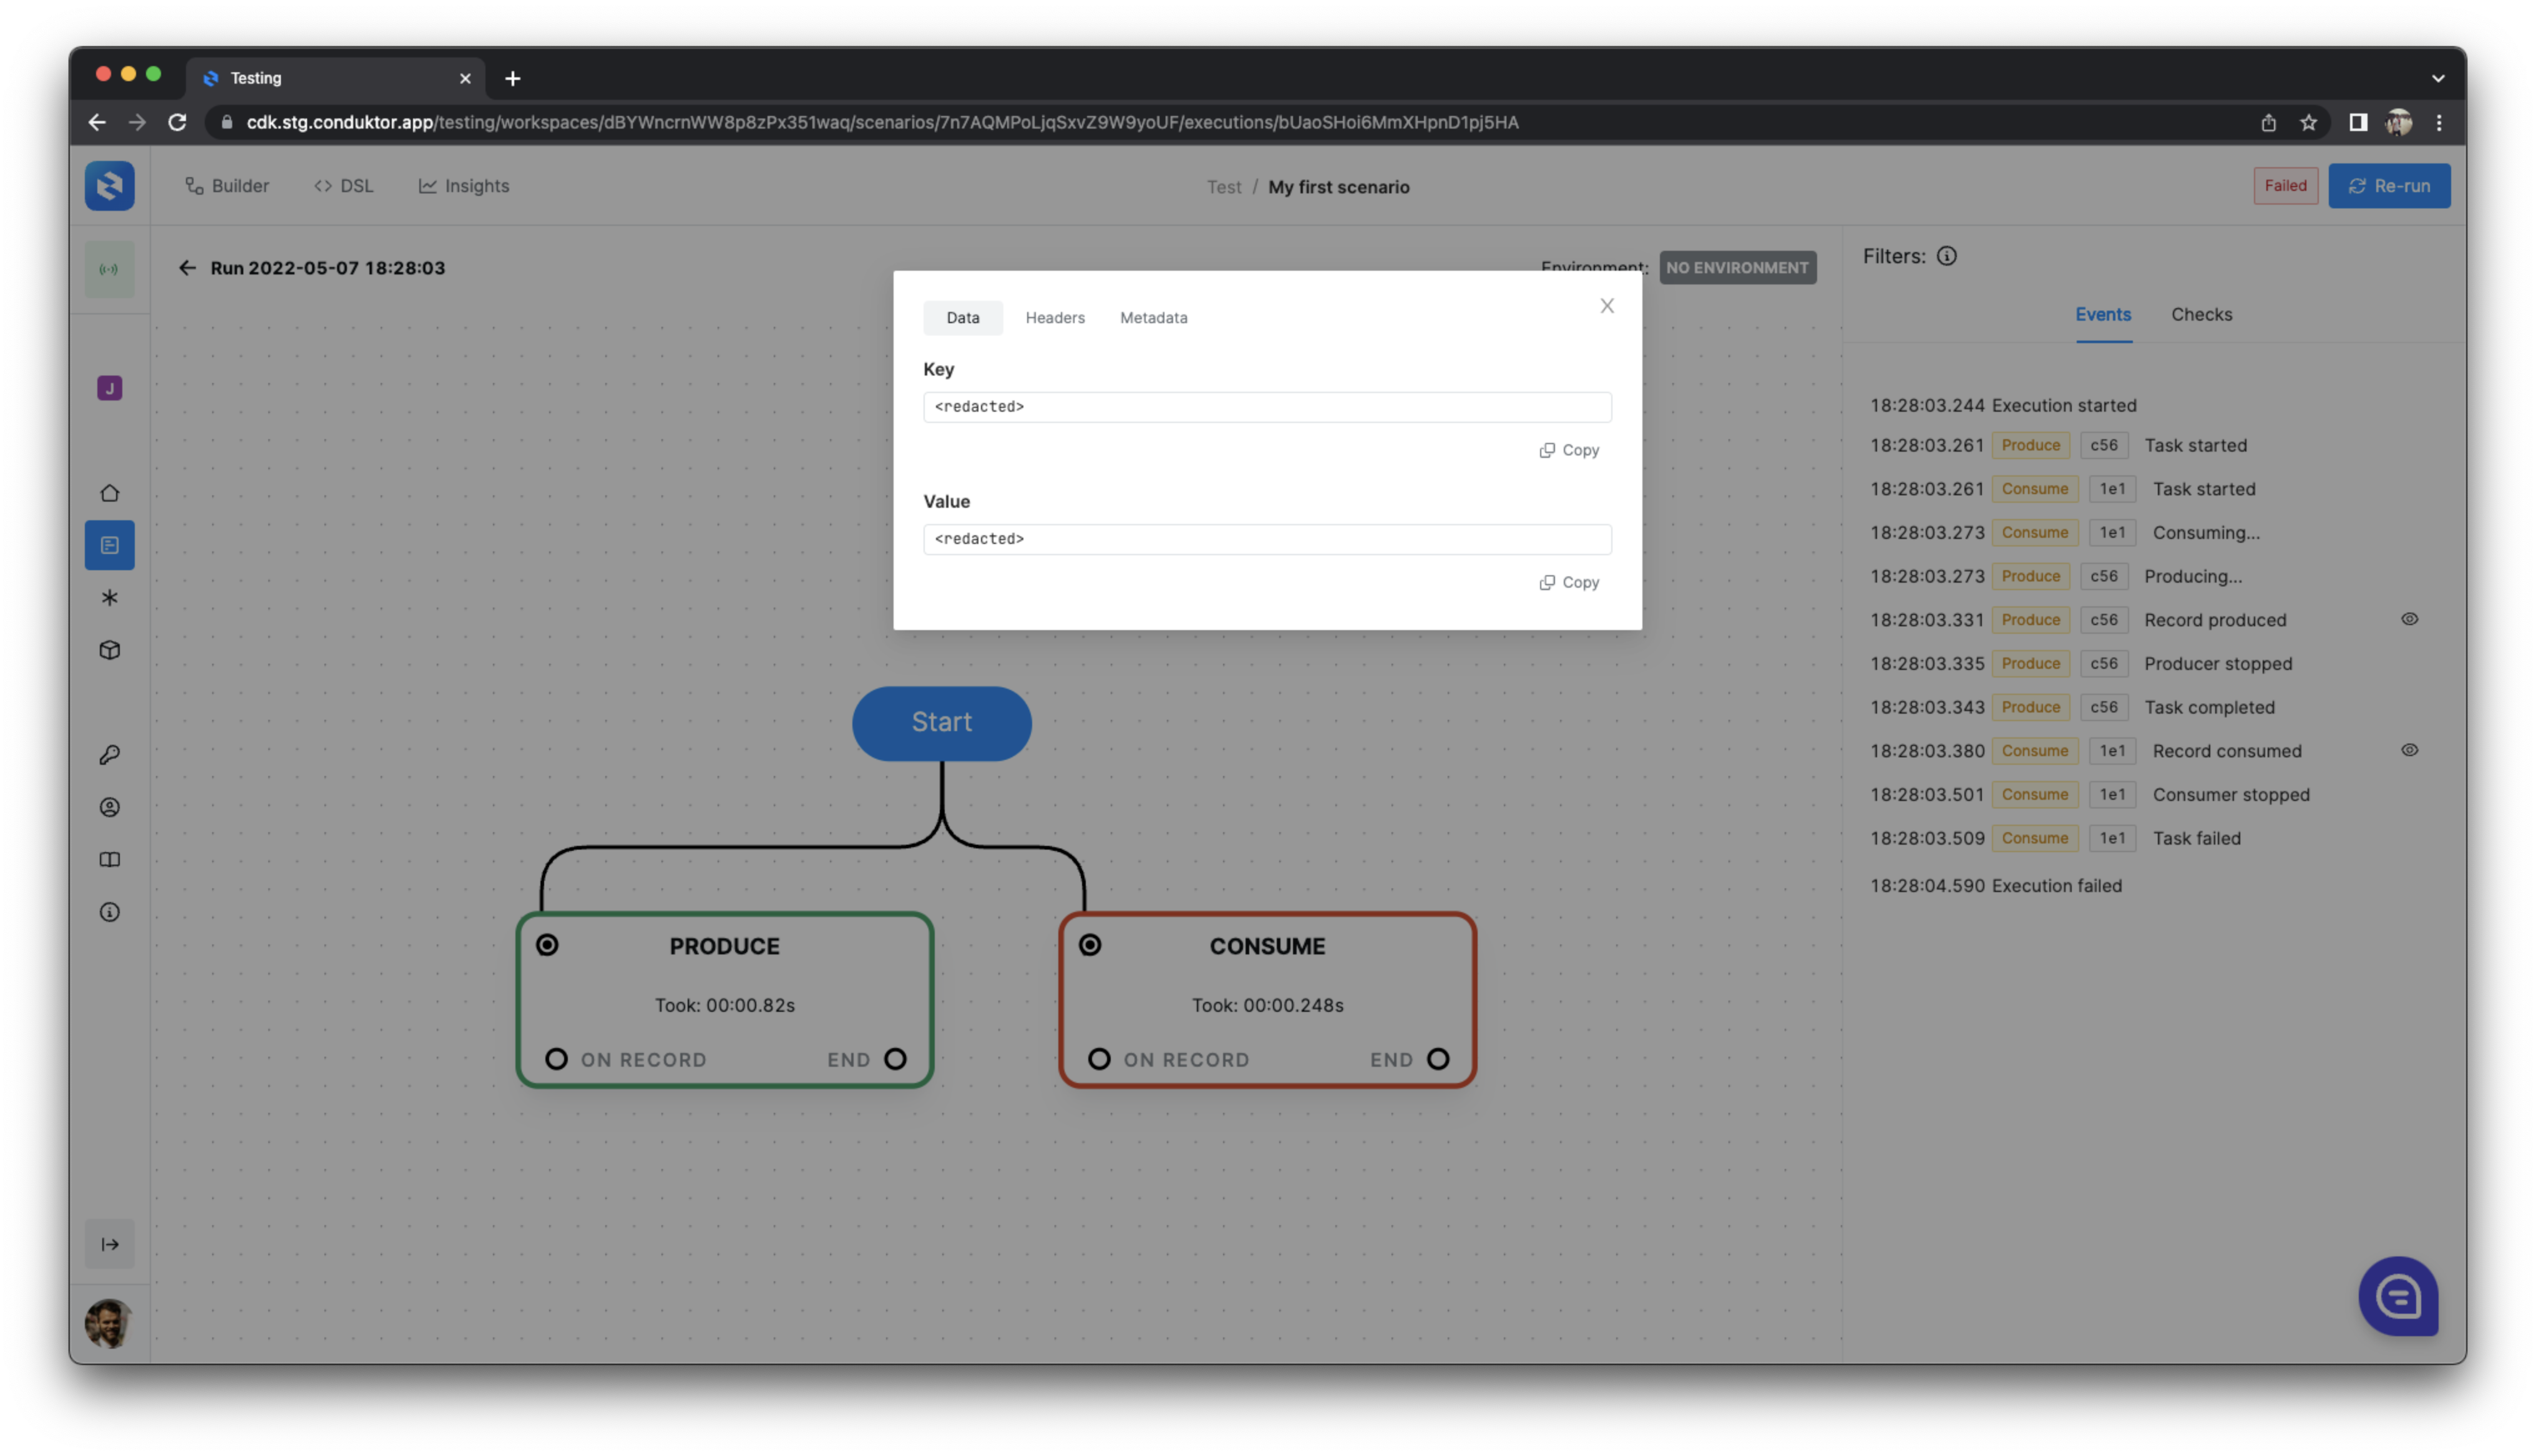 Testing
cdk.stg.conduktor.app/testing/workspaces/dBYWncrnWW8p8zPx351waq/scenarios/7n7AQMPoLjqSxvZ9W9yoUF/executions/bUaoSHoi6MmXHpnD1pj5HA
Builder DSL Insights Test / My first scenario Failed Re-run
Run 2022-05-07 18:28:03 Environment: NO ENVIRONMENT
Data Headers Metadata X
Key
<redacted>
Copy
Value
<redacted>
Copy
J
Start
PRODUCE
Took: 00:00.82s
ON RECORD END
CONSUME
Took: 00:00.248s
ON RECORD END
Filters:
Events Checks
18:28:03.244 Execution started
18:28:03.261 Produce c56 Task started
18:28:03.261 Consume 1e1 Task started
18:28:03.273 Consume 1e1 Consuming...
18:28:03.273 Produce c56 Producing...
18:28:03.331 Produce c56 Record produced
18:28:03.335 Produce c56 Producer stopped
18:28:03.343 Produce c56 Task completed
18:28:03.380 Consume 1e1 Record consumed
18:28:03.501 Consume 1e1 Consumer stopped
18:28:03.509 Consume 1e1 Task failed
18:28:04.590 Execution failed